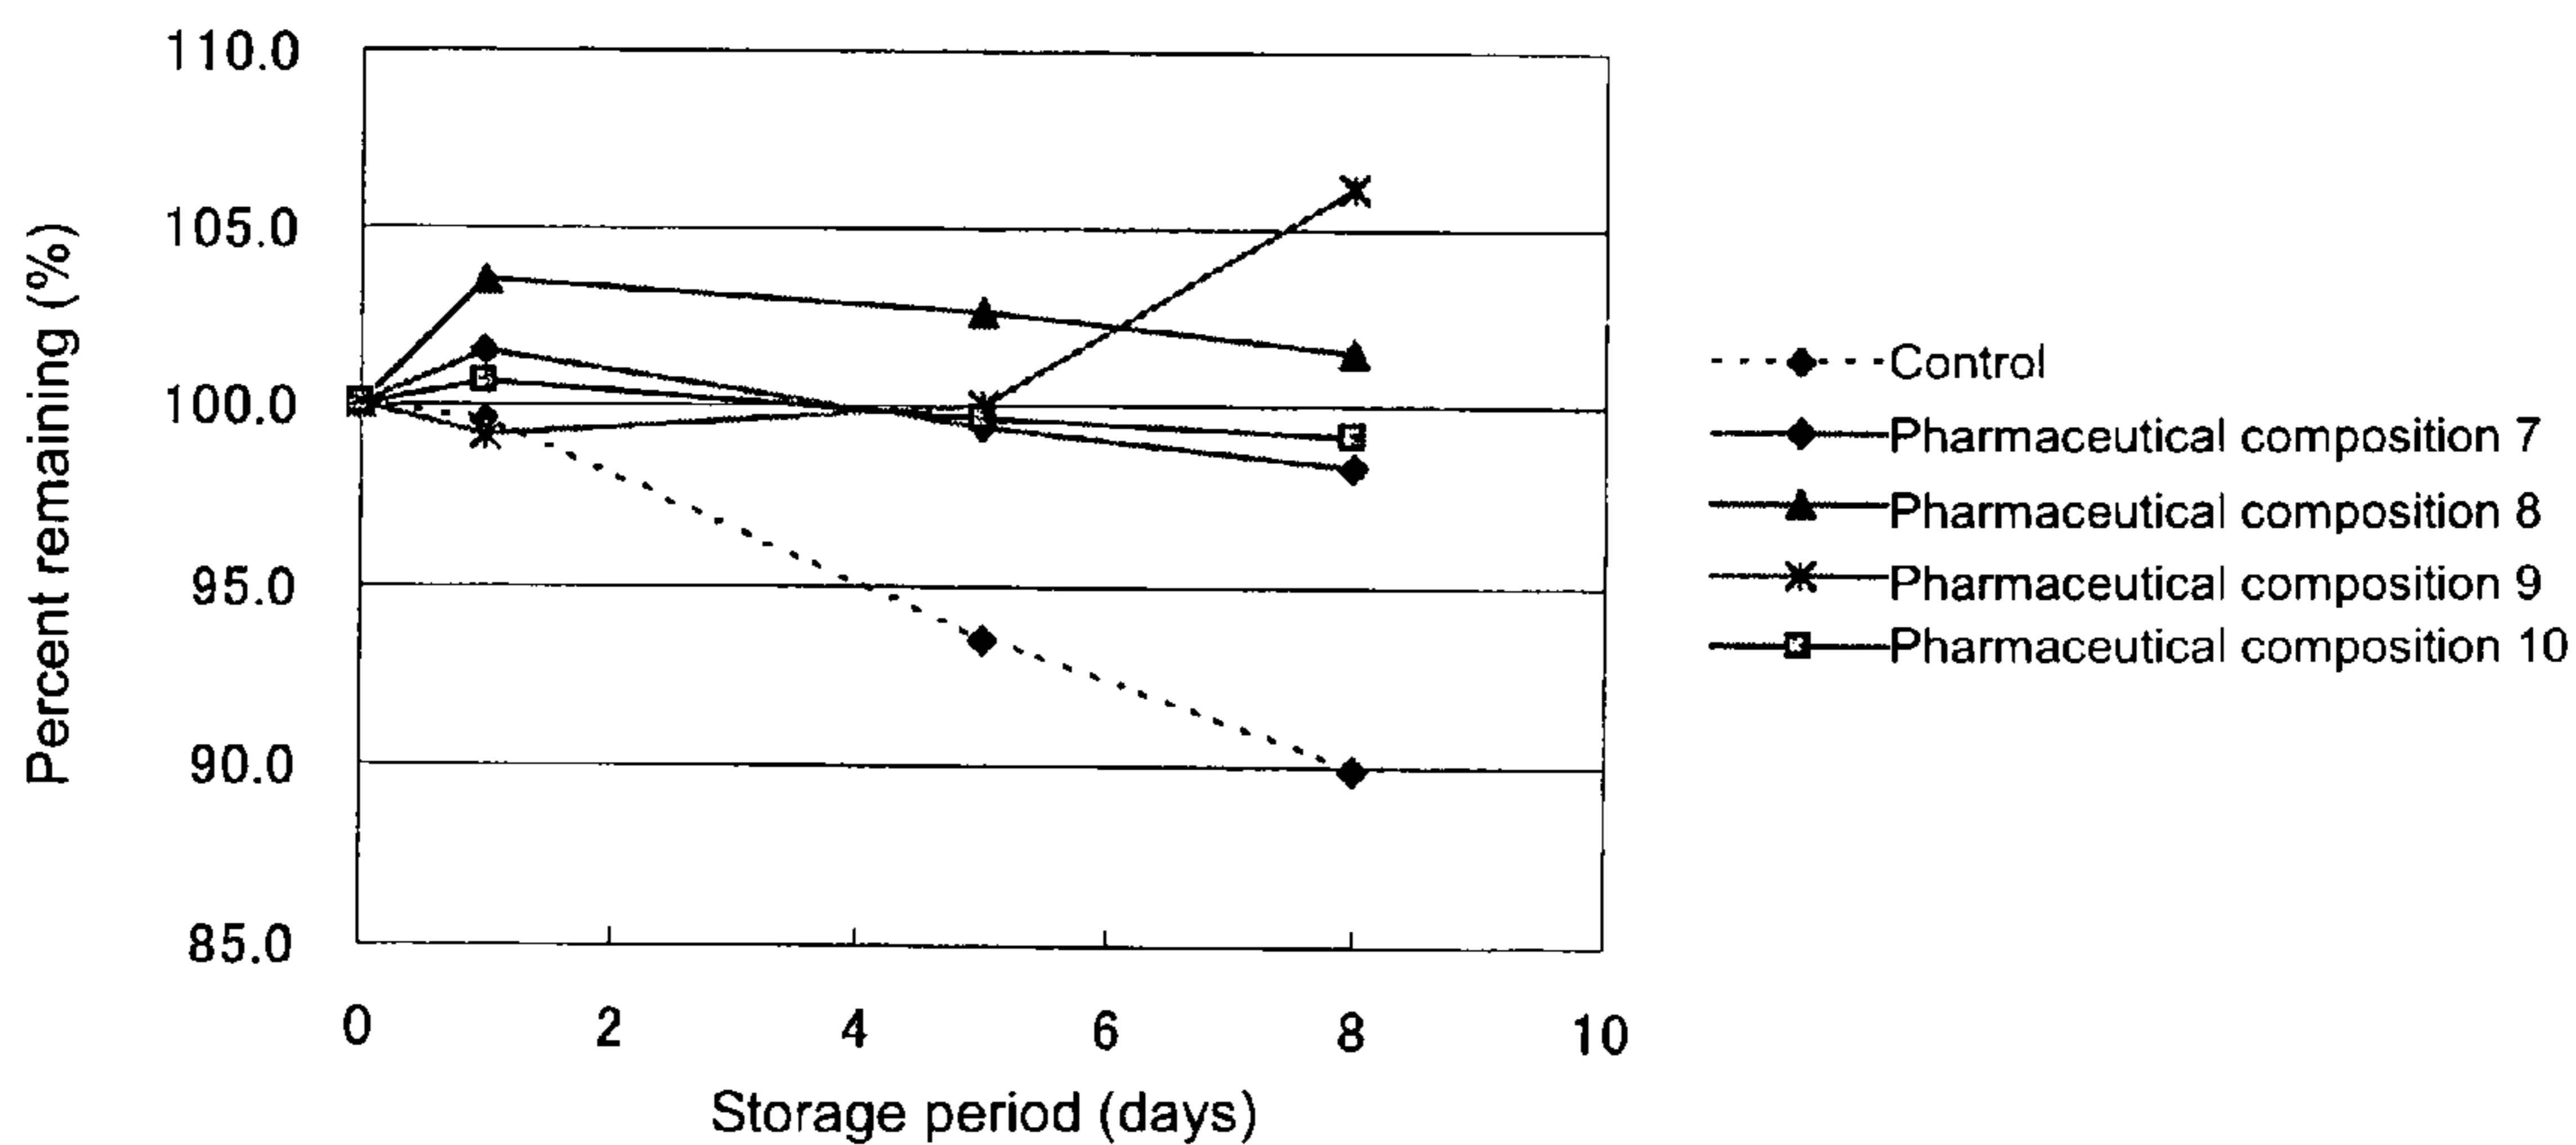 110.0
105.0
100.0
95.0
90.0
85.0
Percent remaining (%)
0 2 4 6 8 10
Storage period (days)
Control
Pharmaceutical composition 7
Pharmaceutical composition 8
Pharmaceutical composition 9
Pharmaceutical composition 10